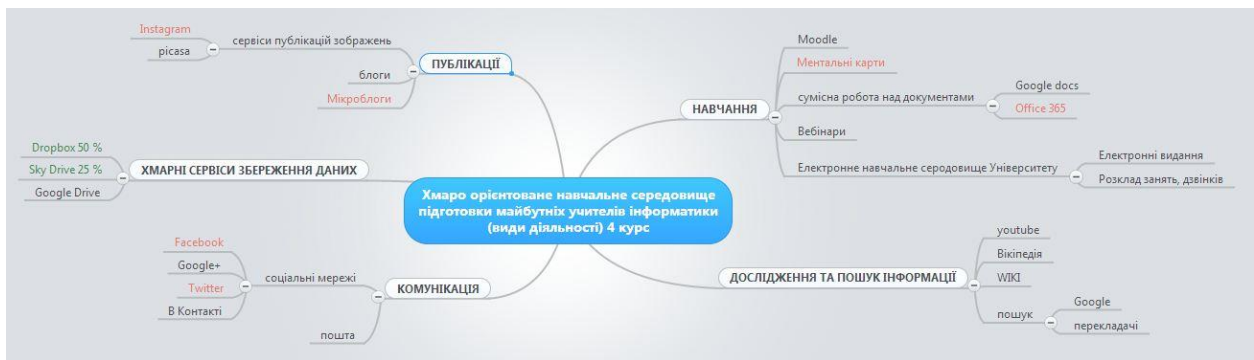 Instagram
picasa
сервіси публікацій зображень
блоги
Мікроблоги
ПУБЛІКАЦІЇ
Dropbox 50 %
Sky Drive 25 %
Google Drive
ХМАРНІ СЕРВІСИ ЗБЕРЕЖЕННЯ ДАНИХ
Facebook
Google+
Twitter
В Контакті
соціальні мережі
пошта
КОМУНІКАЦІЯ
Хмаро орієнтоване навчальне середовище
підготовки майбутніх учителів інформатики
(види діяльності) 4 курс
НАВЧАННЯ
Moodle
Ментальні карти
сумісна робота над документами
Google docs
Office 365
Вебінари
Електронне навчальне серодовище Університету
Електронні видання
Розклад занять, дзвінків
ДОСЛІДЖЕННЯ ТА ПОШУК ІНФОРМАЦІЇ
youtube
Вікіпедія
WIKI
пошук
Google
перекладачі